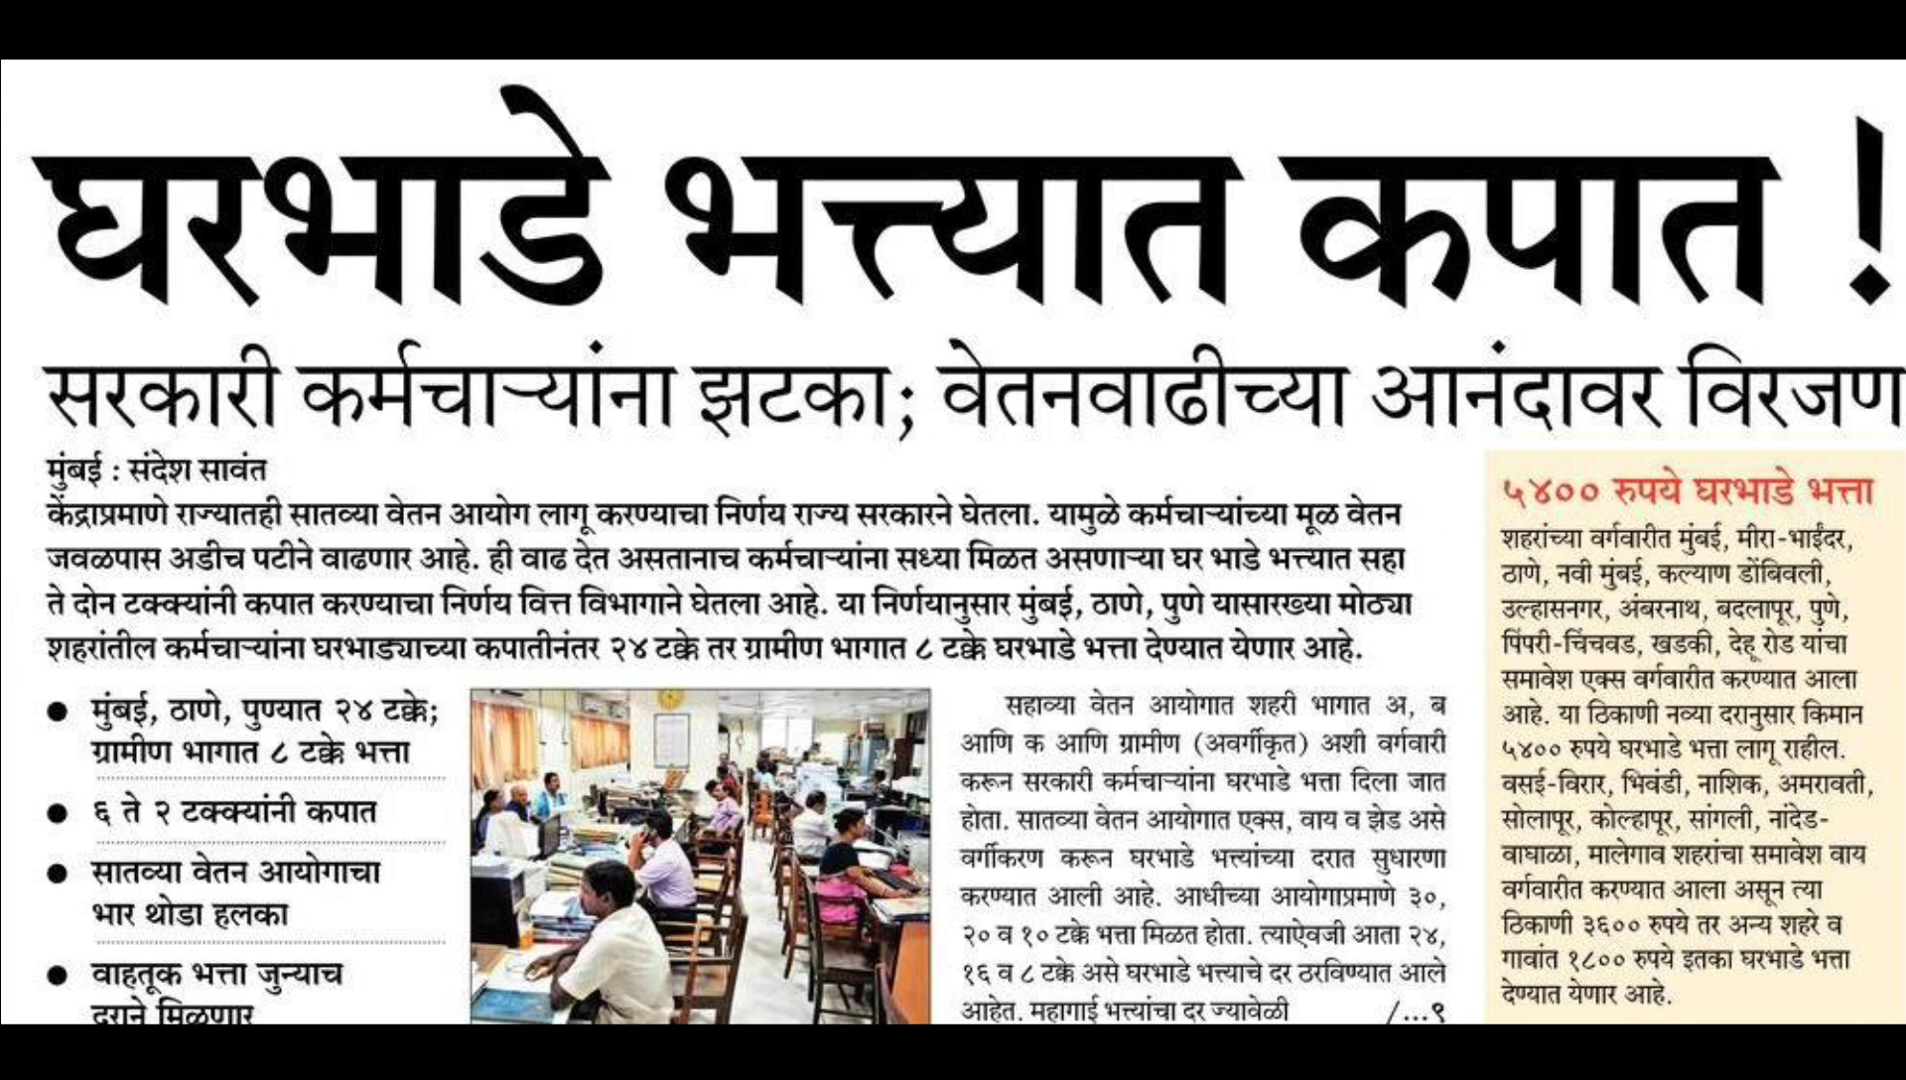 घरभाडे भत्त्यात कपात !
सरकारी कर्मचाऱ्यांना झटका; वेतनवाढीच्या आनंदावर विरजण
मुंबई : संदेश सावंत
केंद्राप्रमाणे राज्यातही सातव्या वेतन आयोग लागू करण्याचा निर्णय राज्य सरकारने घेतला. यामुळे कर्मचाऱ्यांच्या मूळ वेतन
जवळपास अडीच पटीने वाढणार आहे. ही वाढ देत असतानाच कर्मचाऱ्यांना सध्या मिळत असणाऱ्या घर भाडे भत्त्यात सहा
ते दोन टक्क्यांनी कपात करण्याचा निर्णय वित्त विभागाने घेतला आहे. या निर्णयानुसार मुंबई, ठाणे, पुणे यासारख्या मोठ्या
शहरांतील कर्मचाऱ्यांना घरभाड्याच्या कपातीनंतर २४ टक्के तर ग्रामीण भागात ८ टक्के घरभाडे भत्ता देण्यात येणार आहे.
● मुंबई, ठाणे, पुण्यात २४ टक्के;
ग्रामीण भागात ८ टक्के भत्ता
● ६ ते २ टक्क्यांनी कपात
● सातव्या वेतन आयोगाचा
भार थोडा हलका
● वाहतूक भत्ता जुन्याच
दराने मिळणार
सहाव्या वेतन आयोगात शहरी भागात अ, ब
आणि क आणि ग्रामीण (अवर्गीकृत) अशी वर्गवारी
करून सरकारी कर्मचाऱ्यांना घरभाडे भत्ता दिला जात
होता. सातव्या वेतन आयोगात एक्स, वाय व झेड असे
वर्गीकरण करून घरभाडे भत्त्यांच्या दरात सुधारणा
करण्यात आली आहे. आधीच्या आयोगाप्रमाणे ३०,
२० व १० टक्के भत्ता मिळत होता. त्याऐवजी आता २४,
१६ व ८ टक्के असे घरभाडे भत्त्याचे दर ठरविण्यात आले
आहेत. महागाई भत्त्यांचा दर ज्यावेळी /...९
५४०० रुपये घरभाडे भत्ता
शहरांच्या वर्गवारीत मुंबई, मीरा-भाईंदर,
ठाणे, नवी मुंबई, कल्याण डोंबिवली,
उल्हासनगर, अंबरनाथ, बदलापूर, पुणे,
पिंपरी-चिंचवड, खडकी, देहू रोड यांचा
समावेश एक्स वर्गवारीत करण्यात आला
आहे. या ठिकाणी नव्या दरानुसार किमान
५४०० रुपये घरभाडे भत्ता लागू राहील.
वसई-विरार, भिवंडी, नाशिक, अमरावती,
सोलापूर, कोल्हापूर, सांगली, नांदेड-
वाघाळा, मालेगाव शहरांचा समावेश वाय
वर्गवारीत करण्यात आला असून त्या
ठिकाणी ३६०० रुपये तर अन्य शहरे व
गावांत १८०० रुपये इतका घरभाडे भत्ता
देण्यात येणार आहे.